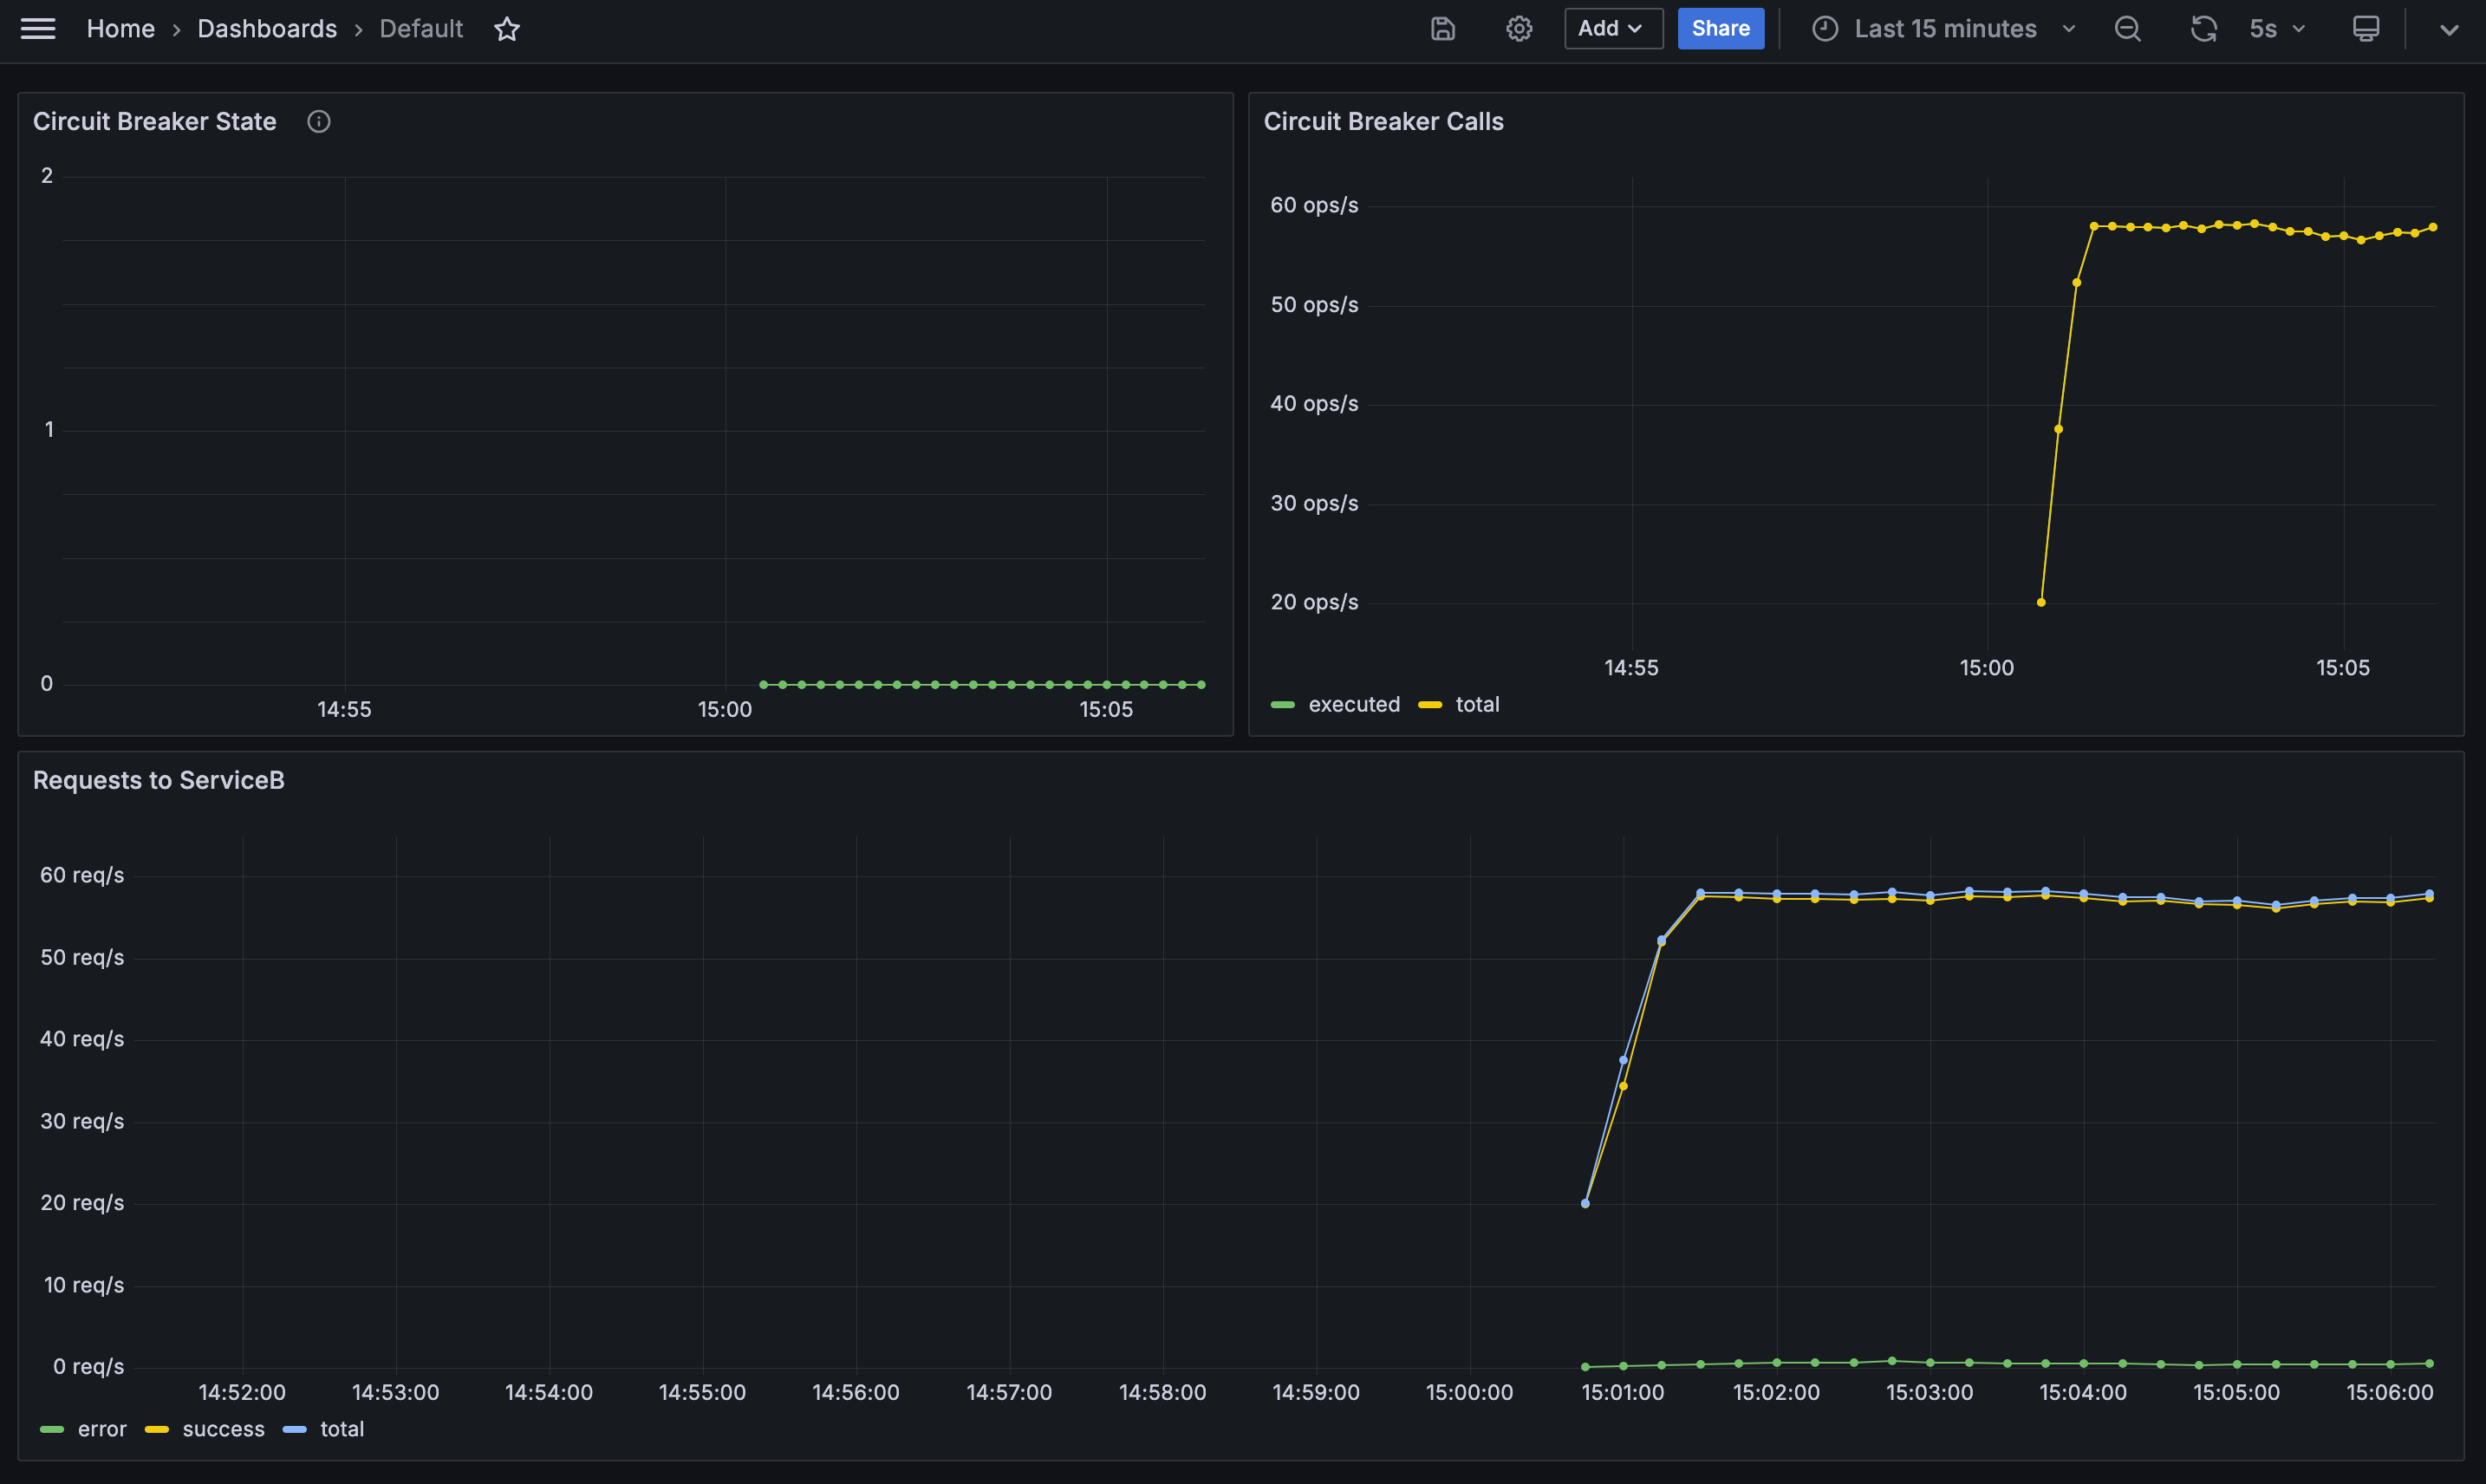 Home › Dashboards › Default
Add
Share
Last 15 minutes
5s
Circuit Breaker State
2
1
0
14:55 15:00 15:05
Circuit Breaker Calls
60 ops/s
50 ops/s
40 ops/s
30 ops/s
20 ops/s
14:55 15:00 15:05
executed total
Requests to ServiceB
60 req/s
50 req/s
40 req/s
30 req/s
20 req/s
10 req/s
0 req/s
14:52:00 14:53:00 14:54:00 14:55:00 14:56:00 14:57:00 14:58:00 14:59:00 15:00:00 15:01:00 15:02:00 15:03:00 15:04:00 15:05:00 15:06:00
error success total